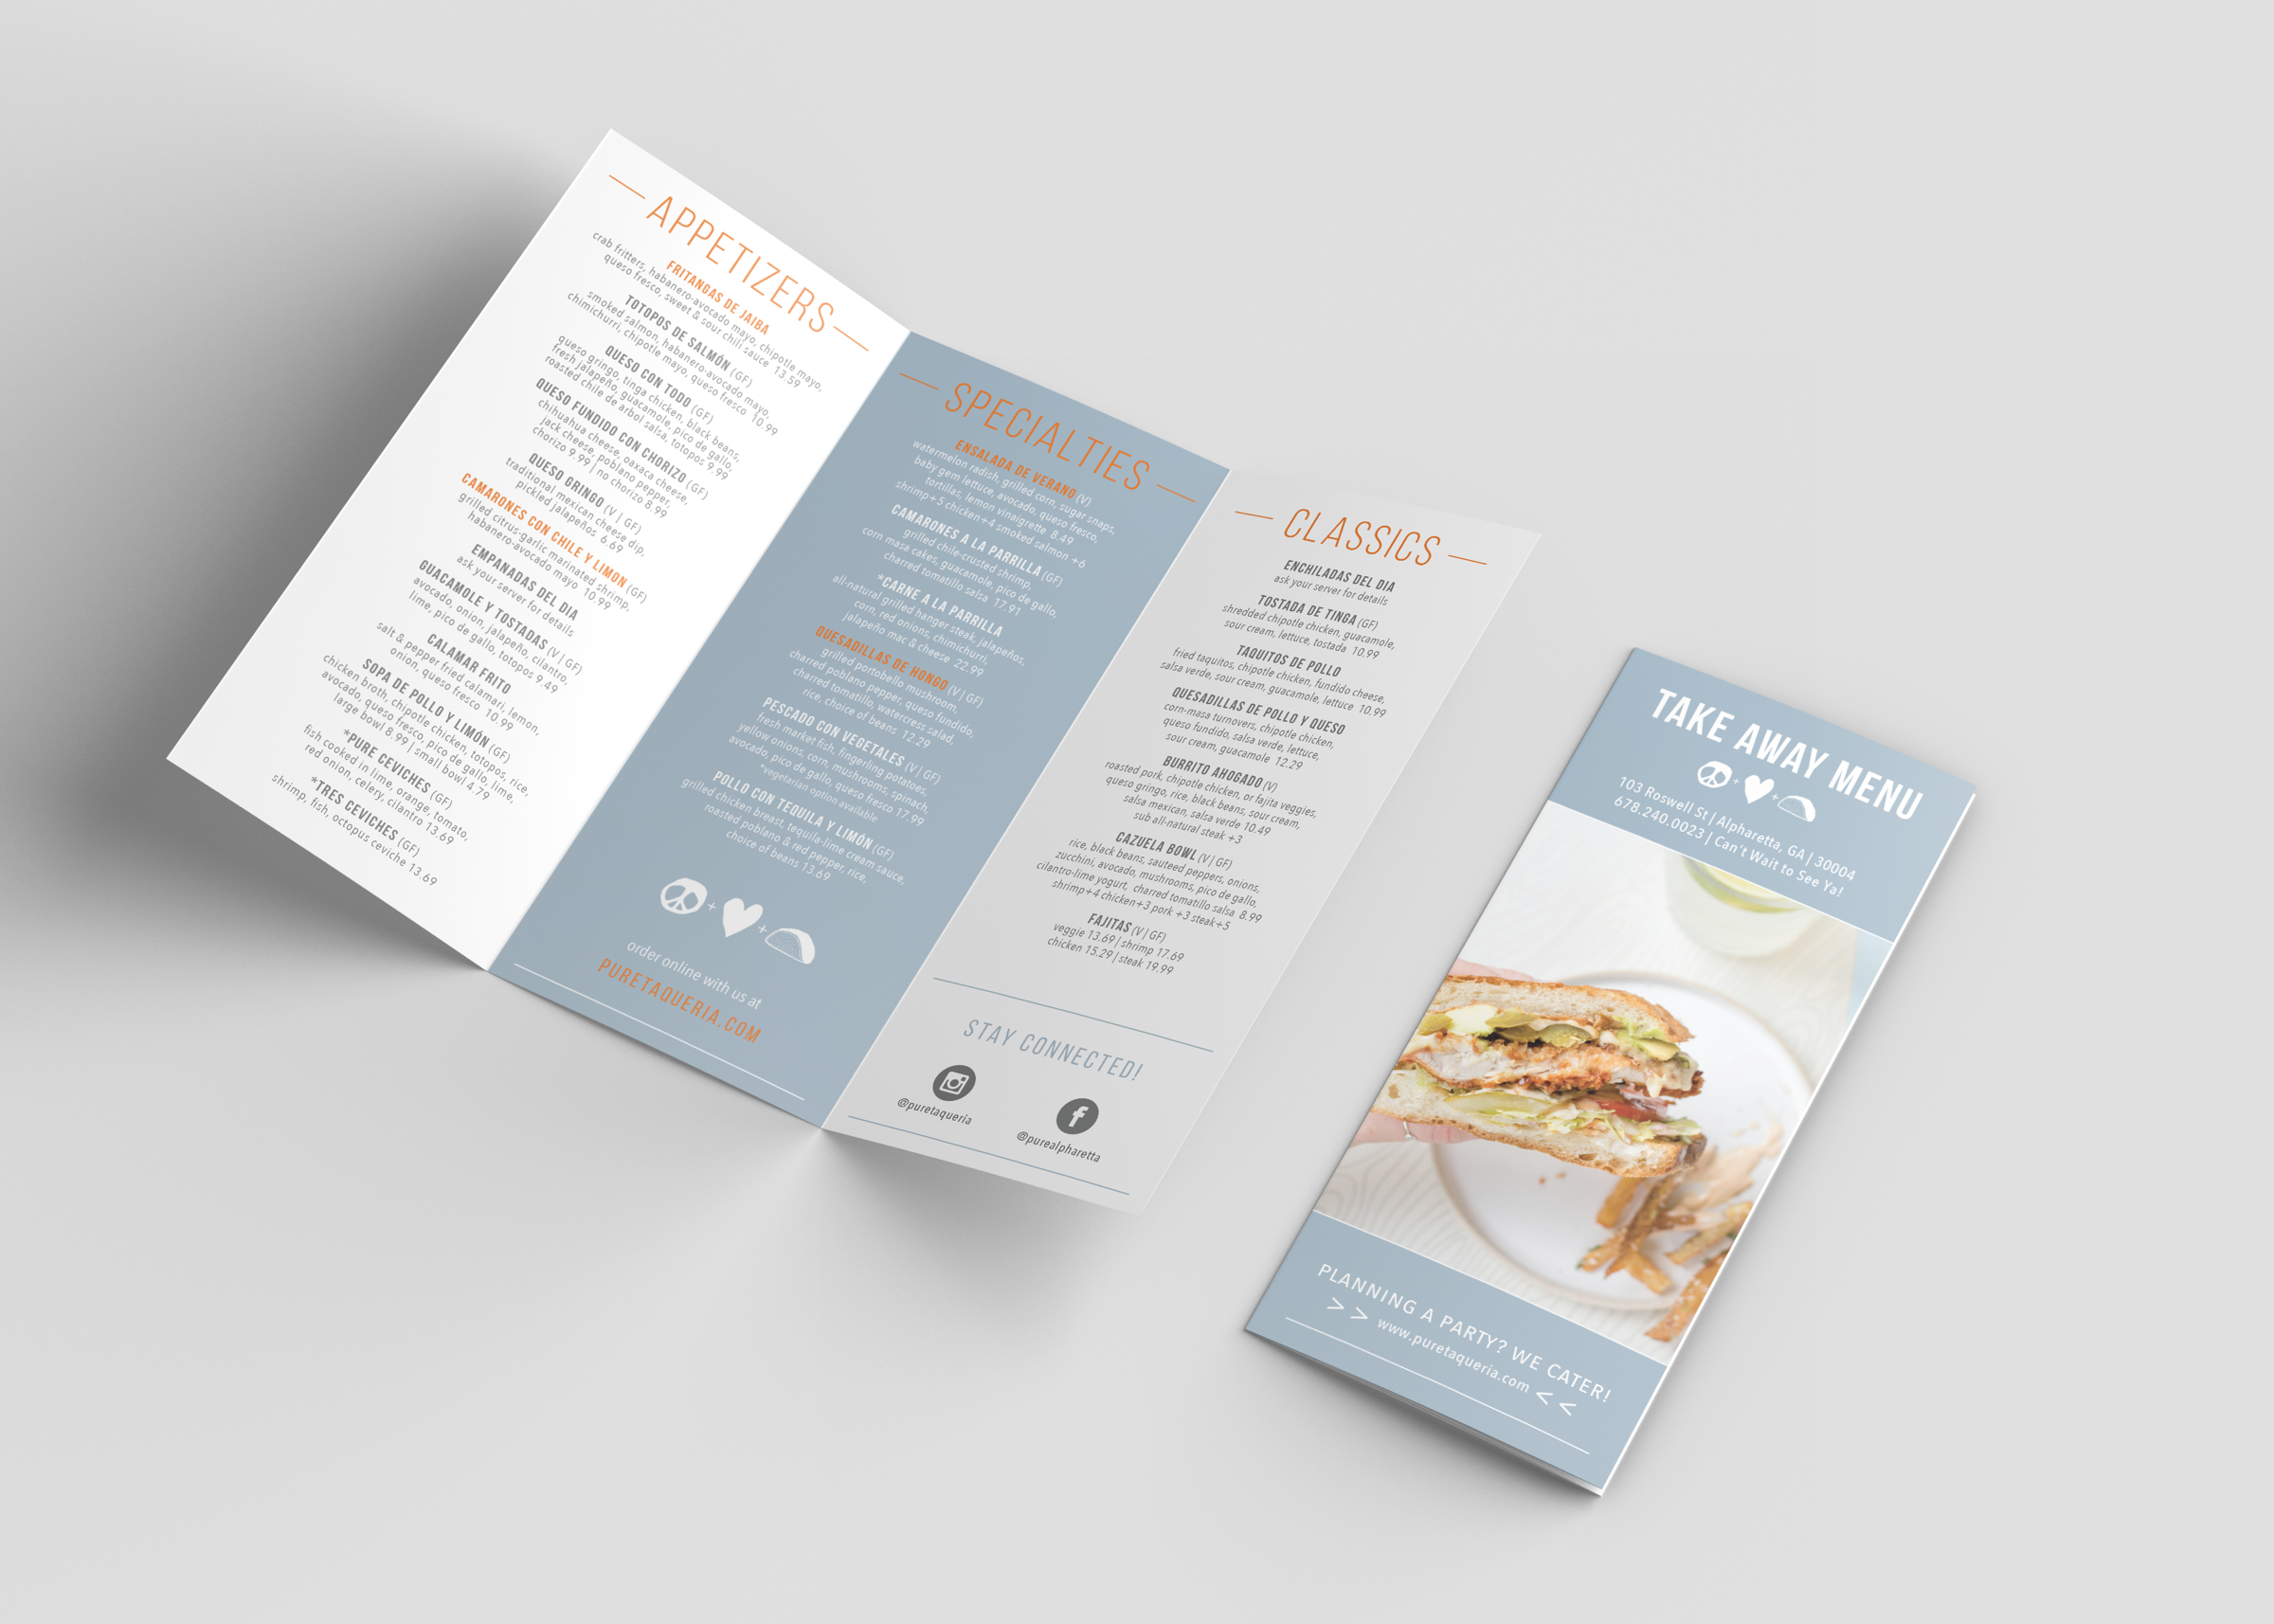 APPETIZERS
FRITANGAS DE JAIBA
crab fritters, habanero-avocado mayo, chipotle mayo,
queso fresco, sweet & sour chili sauce 13.59
TOTOPOS DE SALMÓN (GF)
smoked salmon, habanero-avocado mayo,
chimichurri, chipotle mayo, queso fresco 10.99
QUESO CON TODO (GF)
queso gringo, tinga chicken, black beans,
fresh jalapeño, guacamole, pico de gallo,
roasted chile de arbol salsa, totopos 9.99
QUESO FUNDIDO CON CHORIZO (GF)
chihuahua cheese, oaxaca cheese,
jack cheese, poblano pepper,
chorizo 9.99 | no chorizo 8.99
QUESO GRINGO (V | GF)
traditional mexican cheese dip,
pickled jalapeños 6.69
CAMARONES CON CHILE Y LIMON (GF)
grilled citrus-garlic marinated shrimp,
habanero-avocado mayo 10.99
EMPANADAS DEL DIA
ask your server for details
GUACAMOLE Y TOSTADAS (V | GF)
avocado, onion, jalapeño, cilantro,
lime, pico de gallo, totopos 9.49
CALAMAR FRITO
salt & pepper fried calamari, lemon,
onion, queso fresco 10.99
SOPA DE POLLO Y LIMÓN (GF)
chicken broth, chipotle chicken, totopos, rice,
avocado, queso fresco, pico de gallo, lime,
large bowl 8.99 | small bowl 4.79
*PURE CEVICHES (GF)
fish cooked in lime, orange, tomato,
red onion, celery, cilantro 13.69
*TRES CEVICHES (GF)
shrimp, fish, octopus ceviche 13.69
SPECIALTIES
ENSALADA DE VERANO (V)
watermelon radish, grilled corn, sugar snaps,
baby gem lettuce, avocado, queso fresco,
tortillas, lemon vinaigrette 8.49
shrimp+5 chicken+4 smoked salmon +6
CAMARONES A LA PARRILLA (GF)
grilled chile-crusted shrimp,
corn masa cakes, guacamole, pico de gallo,
charred tomatillo salsa 17.91
*CARNE A LA PARRILLA
all-natural grilled hanger steak, jalapeños,
corn, red onions, chimichurri,
jalapeño mac & cheese 22.99
QUESADILLAS DE HONGO (V | GF)
grilled portobello mushroom,
charred poblano pepper, queso fundido,
charred tomatillo, watercress salad,
rice, choice of beans 12.29
PESCADO CON VEGETALES (V | GF)
fresh market fish, fingerling potatoes,
yellow onions, corn, mushrooms, spinach,
avocado, pico de gallo, queso fresco 17.99
*vegetarian option available
POLLO CON TEQUILA Y LIMÓN (GF)
grilled chicken breast, tequila-lime cream sauce,
roasted poblano & red pepper, rice,
choice of beans 13.69
+ +
order online with us at
PURETAQUERIA.COM
CLASSICS
ENCHILADAS DEL DIA
ask your server for details
TOSTADA DE TINGA (GF)
shredded chipotle chicken, guacamole,
sour cream, lettuce, tostada 10.99
TAQUITOS DE POLLO
fried taquitos, chipotle chicken, fundido cheese,
salsa verde, sour cream, guacamole, lettuce 10.99
QUESADILLAS DE POLLO Y QUESO
corn-masa turnovers, chipotle chicken,
queso fundido, salsa verde, lettuce,
sour cream, guacamole 12.29
BURRITO AHOGADO (V)
roasted pork, chipotle chicken, or fajita veggies,
queso gringo, rice, black beans, sour cream,
salsa mexican, salsa verde 10.49
sub all-natural steak +3
CAZUELA BOWL (V | GF)
rice, black beans, sauteed peppers, onions,
zucchini, avocado, mushrooms, pico de gallo,
cilantro-lime yogurt, charred tomatillo salsa 8.99
shrimp+4 chicken+3 pork +3 steak+5
FAJITAS (V | GF)
veggie 13.69 | shrimp 17.69
chicken 15.29 | steak 19.99
STAY CONNECTED!
@puretaqueria
@purealpharetta
TAKE AWAY MENU
+ +
103 Roswell St | Alpharetta, GA | 30004
678.240.0023 | Can't Wait to See Ya!
PLANNING A PARTY? WE CATER!
> > www.puretaqueria.com < <